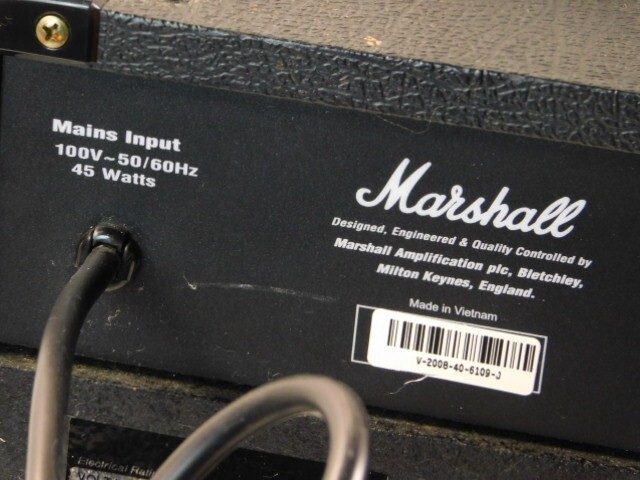 Mains Input
100V~50/60Hz
45 Watts
Marshall
Designed, Engineered & Quality Controlled by
Marshall Amplification plc, Bletchley,
Milton Keynes, England.
Made in Vietnam
V-2008-40-6109-J
Electrical